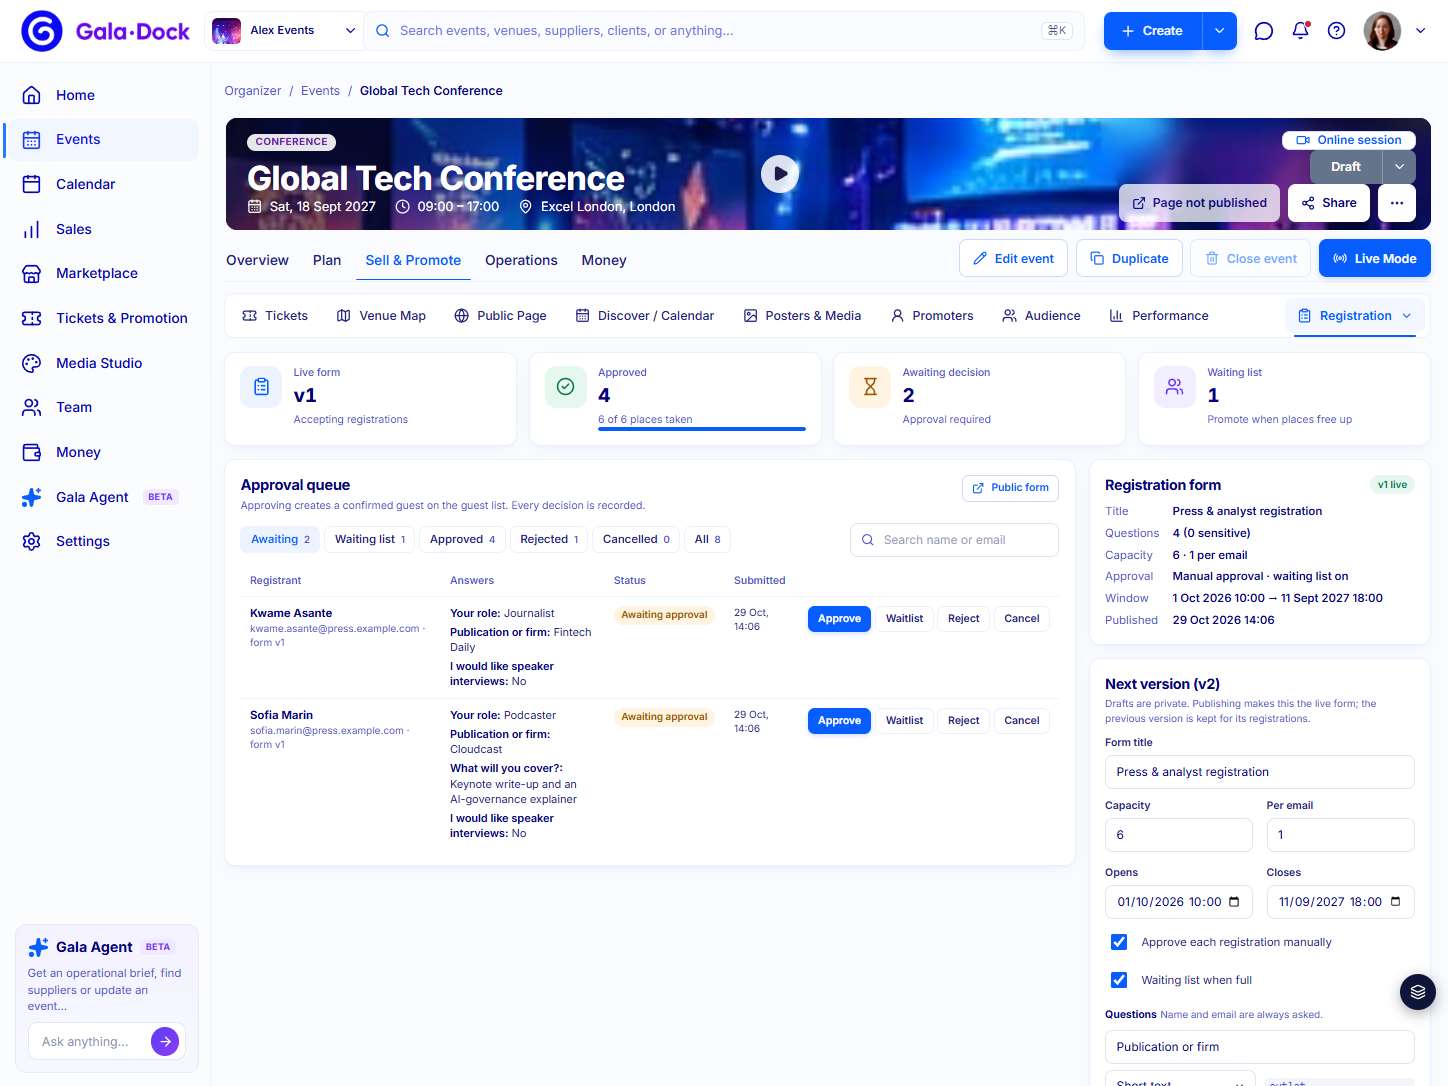 Gala·Dock
Alex Events
Search events, venues, suppliers, clients, or anything...
⌘K
Create
Home
Events
Calendar
Sales
Marketplace
Tickets & Promotion
Media Studio
Team
Money
Gala Agent BETA
Settings
Gala Agent BETA
Get an operational brief, find
suppliers or update an
event...
Ask anything...
Organizer / Events / Global Tech Conference
CONFERENCE
Global Tech Conference
Sat, 18 Sept 2027 09:00 – 17:00 Excel London, London
Online session
Draft
Page not published
Share
Overview Plan Sell & Promote Operations Money
Edit event
Duplicate
Close event
Live Mode
Tickets Venue Map Public Page Discover / Calendar Posters & Media Promoters Audience Performance Registration
Live form
v1
Accepting registrations
Approved
4
6 of 6 places taken
Awaiting decision
2
Approval required
Waiting list
1
Promote when places free up
Approval queue
Approving creates a confirmed guest on the guest list. Every decision is recorded.
Public form
Awaiting 2 Waiting list 1 Approved 4 Rejected 1 Cancelled 0 All 8
Search name or email
Registrant Answers Status Submitted
Kwame Asante
kwame.asante@press.example.com ·
form v1
Your role: Journalist
Publication or firm: Fintech
Daily
I would like speaker
interviews: No
Awaiting approval
29 Oct,
14:06
Approve Waitlist Reject Cancel
Sofia Marin
sofia.marin@press.example.com ·
form v1
Your role: Podcaster
Publication or firm:
Cloudcast
What will you cover?:
Keynote write-up and an
AI-governance explainer
I would like speaker
interviews: No
Awaiting approval
29 Oct,
14:06
Approve Waitlist Reject Cancel
Registration form
v1 live
Title Press & analyst registration
Questions 4 (0 sensitive)
Capacity 6 · 1 per email
Approval Manual approval · waiting list on
Window 1 Oct 2026 10:00 → 11 Sept 2027 18:00
Published 29 Oct 2026 14:06
Next version (v2)
Drafts are private. Publishing makes this the live form; the
previous version is kept for its registrations.
Form title
Press & analyst registration
Capacity Per email
6 1
Opens Closes
01/10/2026 10:00 11/09/2027 18:00
Approve each registration manually
Waiting list when full
Questions Name and email are always asked.
Publication or firm
Short text outlet